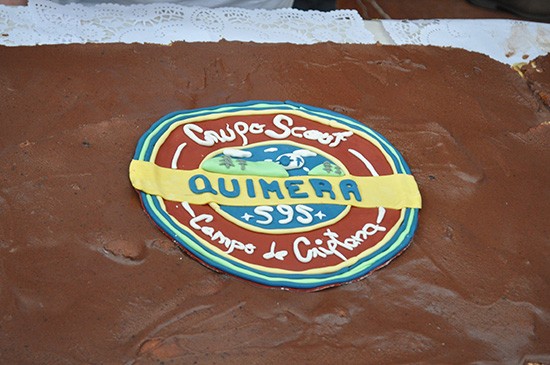 Grupo Scout
QUIMERA
595
Campo de Criptana